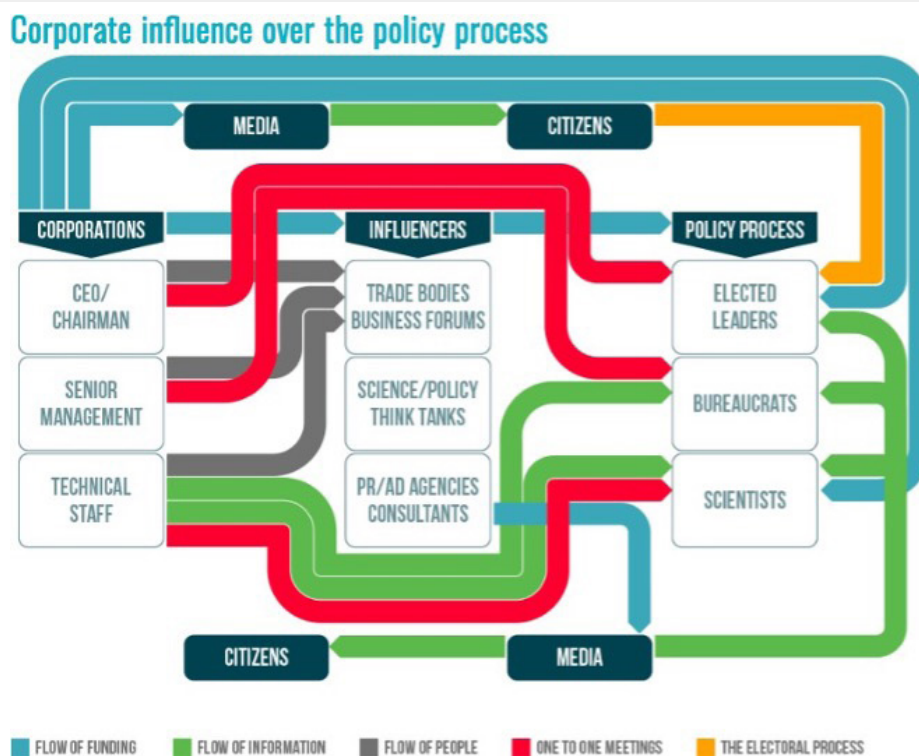 Corporate influence over the policy process
MEDIA
CITIZENS
CORPORATIONS
INFLUENCERS
POLICY PROCESS
CEO/
CHAIRMAN
TRADE BODIES
BUSINESS FORUMS
ELECTED
LEADERS
SENIOR
MANAGEMENT
SCIENCE/POLICY
THINK TANKS
BUREAUCRATS
TECHNICAL
STAFF
PR/AD AGENCIES
CONSULTANTS
SCIENTISTS
CITIZENS
MEDIA
FLOW OF FUNDING
FLOW OF INFORMATION
FLOW OF PEOPLE
ONE TO ONE MEETINGS
THE ELECTORAL PROCESS